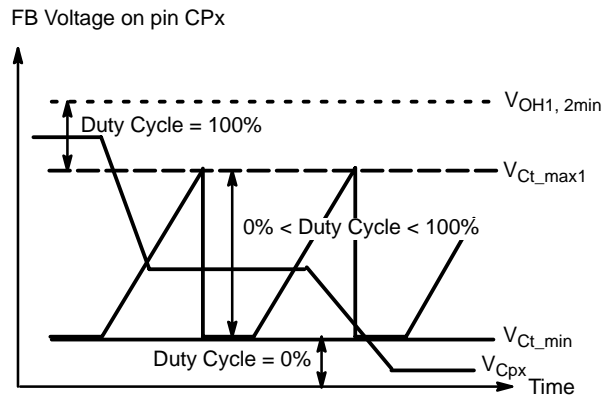 FB Voltage on pin CPx
VOH1, 2min
Duty Cycle = 100%
VCt_max1
0% < Duty Cycle < 100%
VCt_min
Duty Cycle = 0%
VCpx
Time